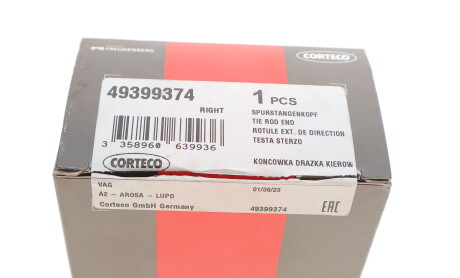 FREUDENBERG
CORTECO
49399374
RIGHT
1 PCS
SPURSTANGENKOPF
TIE ROD END
ROTULE EXT. DE DIRECTION
TESTA STERZO
3 358960 639936
CORTECO
KONCOWKA DRAZKA KIEROW
VAG
01/06/23
A2 - AROSA - LUPO
Corteco GmbH Germany
49399374
EAC